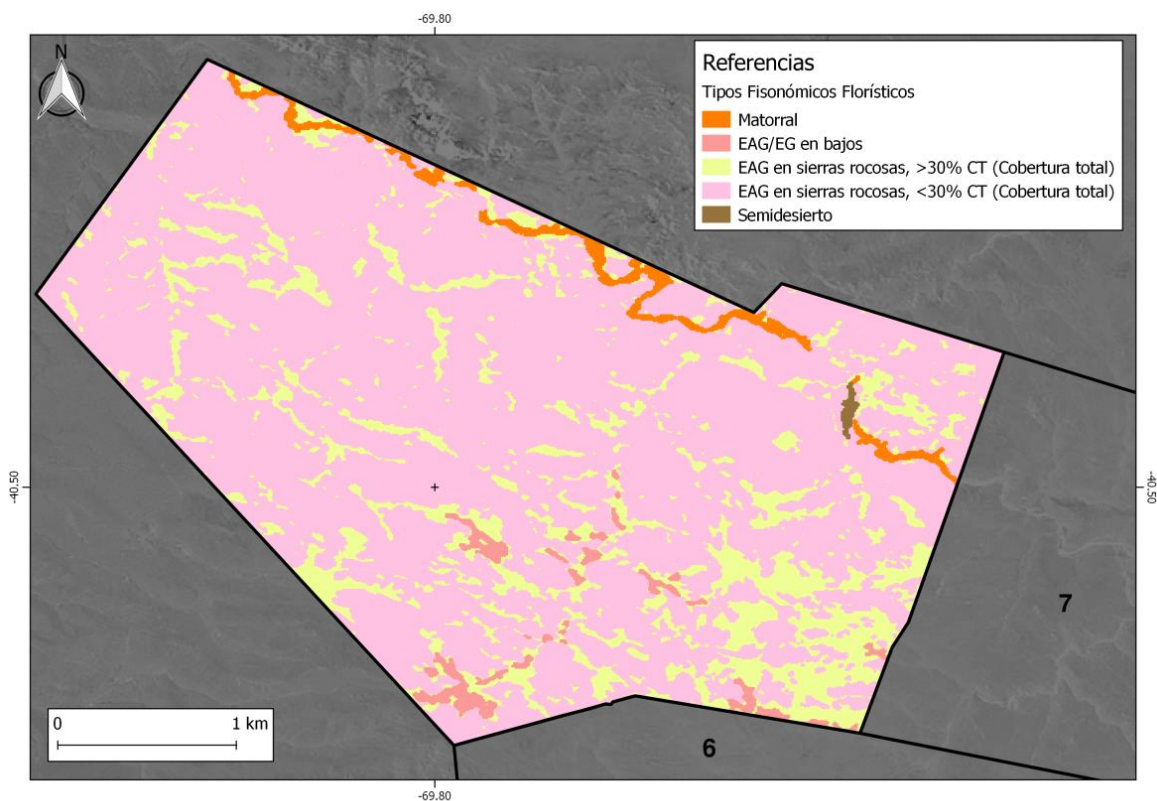 -69.80
N
Referencias
Tipos Fisonómicos Florísticos
Matorral
EAG/EG en bajos
EAG en sierras rocosas, >30% CT (Cobertura total)
EAG en sierras rocosas, <30% CT (Cobertura total)
Semidesierto
-40.50
-40.50
7
6
0
1 km
-69.80